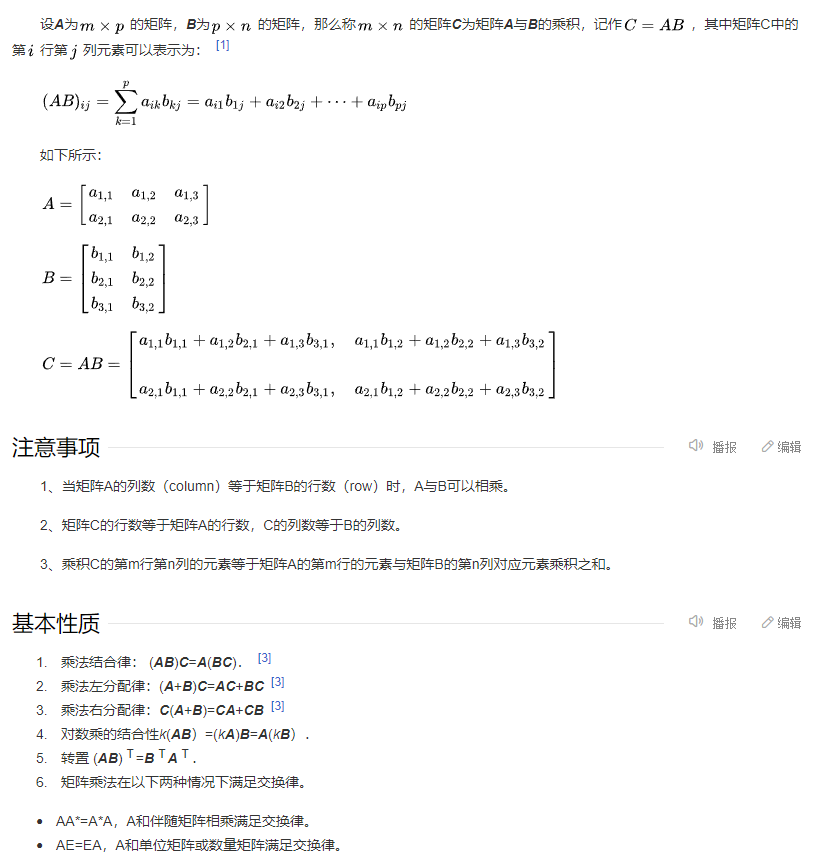 设A为m × p 的矩阵，B为p × n 的矩阵，那么称m × n 的矩阵C为矩阵A与B的乘积，记作C = AB ，其中矩阵C中的
第i 行第j 列元素可以表示为： [1]
(AB)_{ij} = \sum_{k=1}^{p} a_{ik}b_{kj} = a_{i1}b_{1j} + a_{i2}b_{2j} + ⋯ + a_{ip}b_{pj}
如下所示：
A = [ a_{1,1} a_{1,2} a_{1,3}
a_{2,1} a_{2,2} a_{2,3} ]
B = [ b_{1,1} b_{1,2}
b_{2,1} b_{2,2}
b_{3,1} b_{3,2} ]
C = AB = [ a_{1,1}b_{1,1} + a_{1,2}b_{2,1} + a_{1,3}b_{3,1}, a_{1,1}b_{1,2} + a_{1,2}b_{2,2} + a_{1,3}b_{3,2}
a_{2,1}b_{1,1} + a_{2,2}b_{2,1} + a_{2,3}b_{3,1}, a_{2,1}b_{1,2} + a_{2,2}b_{2,2} + a_{2,3}b_{3,2} ]
注意事项 播报 编辑
1、当矩阵A的列数（column）等于矩阵B的行数（row）时，A与B可以相乘。
2、矩阵C的行数等于矩阵A的行数，C的列数等于B的列数。
3、乘积C的第m行第n列的元素等于矩阵A的第m行的元素与矩阵B的第n列对应元素乘积之和。
基本性质 播报 编辑
1. 乘法结合律： (AB)C=A(BC)． [3]
2. 乘法左分配律：(A+B)C=AC+BC [3]
3. 乘法右分配律：C(A+B)=CA+CB [3]
4. 对数乘的结合性k(AB）=(kA)B=A(kB）．
5. 转置 (AB) ^T=B ^TA ^T．
6. 矩阵乘法在以下两种情况下满足交换律。
• AA*=A*A，A和伴随矩阵相乘满足交换律。
• AE=EA，A和单位矩阵或数量矩阵满足交换律。